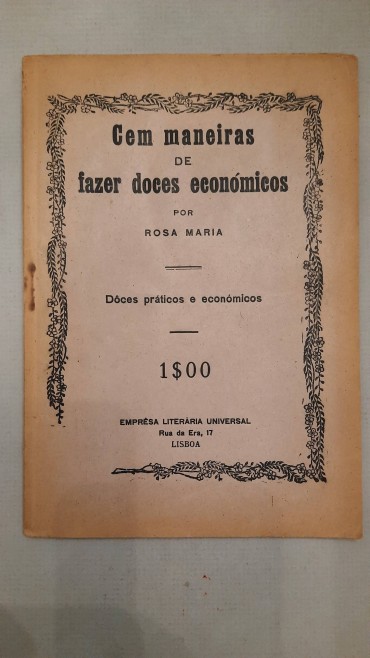 Cem maneiras
DE
fazer doces económicos
POR
ROSA MARIA
Dôces práticos e económicos
1$00
EMPRÊSA LITERÁRIA UNIVERSAL
Rua da Era, 17
LISBOA